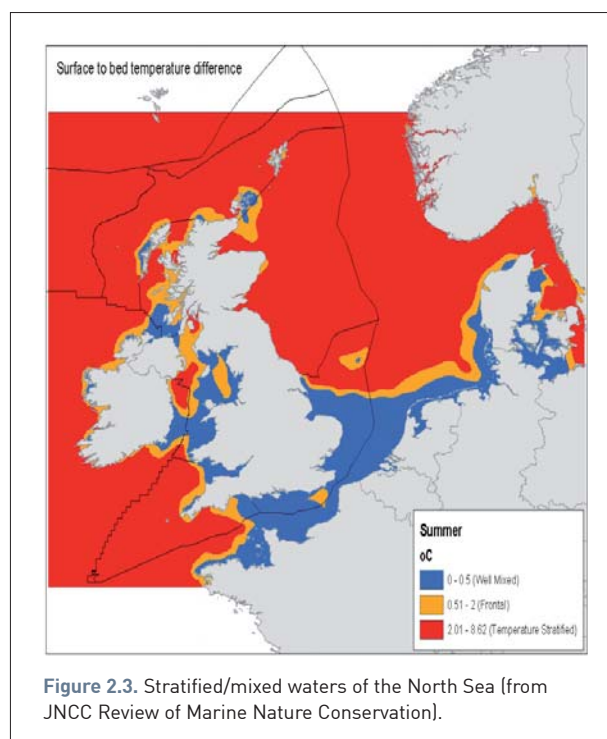 Surface to bed temperature difference
Summer
oC
0 - 0.5 (Well Mixed)
0.51 - 2 (Frontal)
2.01 - 8.62 (Temperature Stratified)
Figure 2.3. Stratified/mixed waters of the North Sea (from
JNCC Review of Marine Nature Conservation).